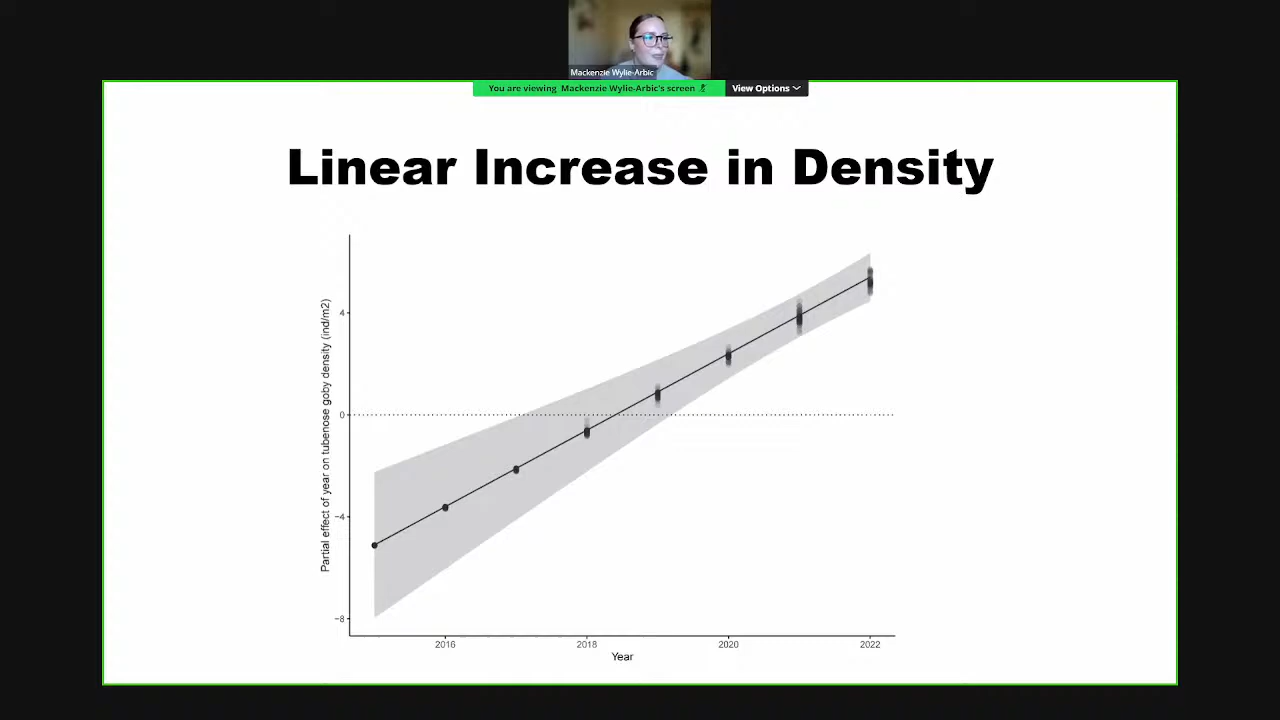 Mackenzie Wylie-Arbic
You are viewing Mackenzie Wylie-Arbic's screen
View Options
Linear Increase in Density
Partial effect of year on tubenose goby density (ind/m2)
4
0
−4
−8
2016
2018
2020
2022
Year